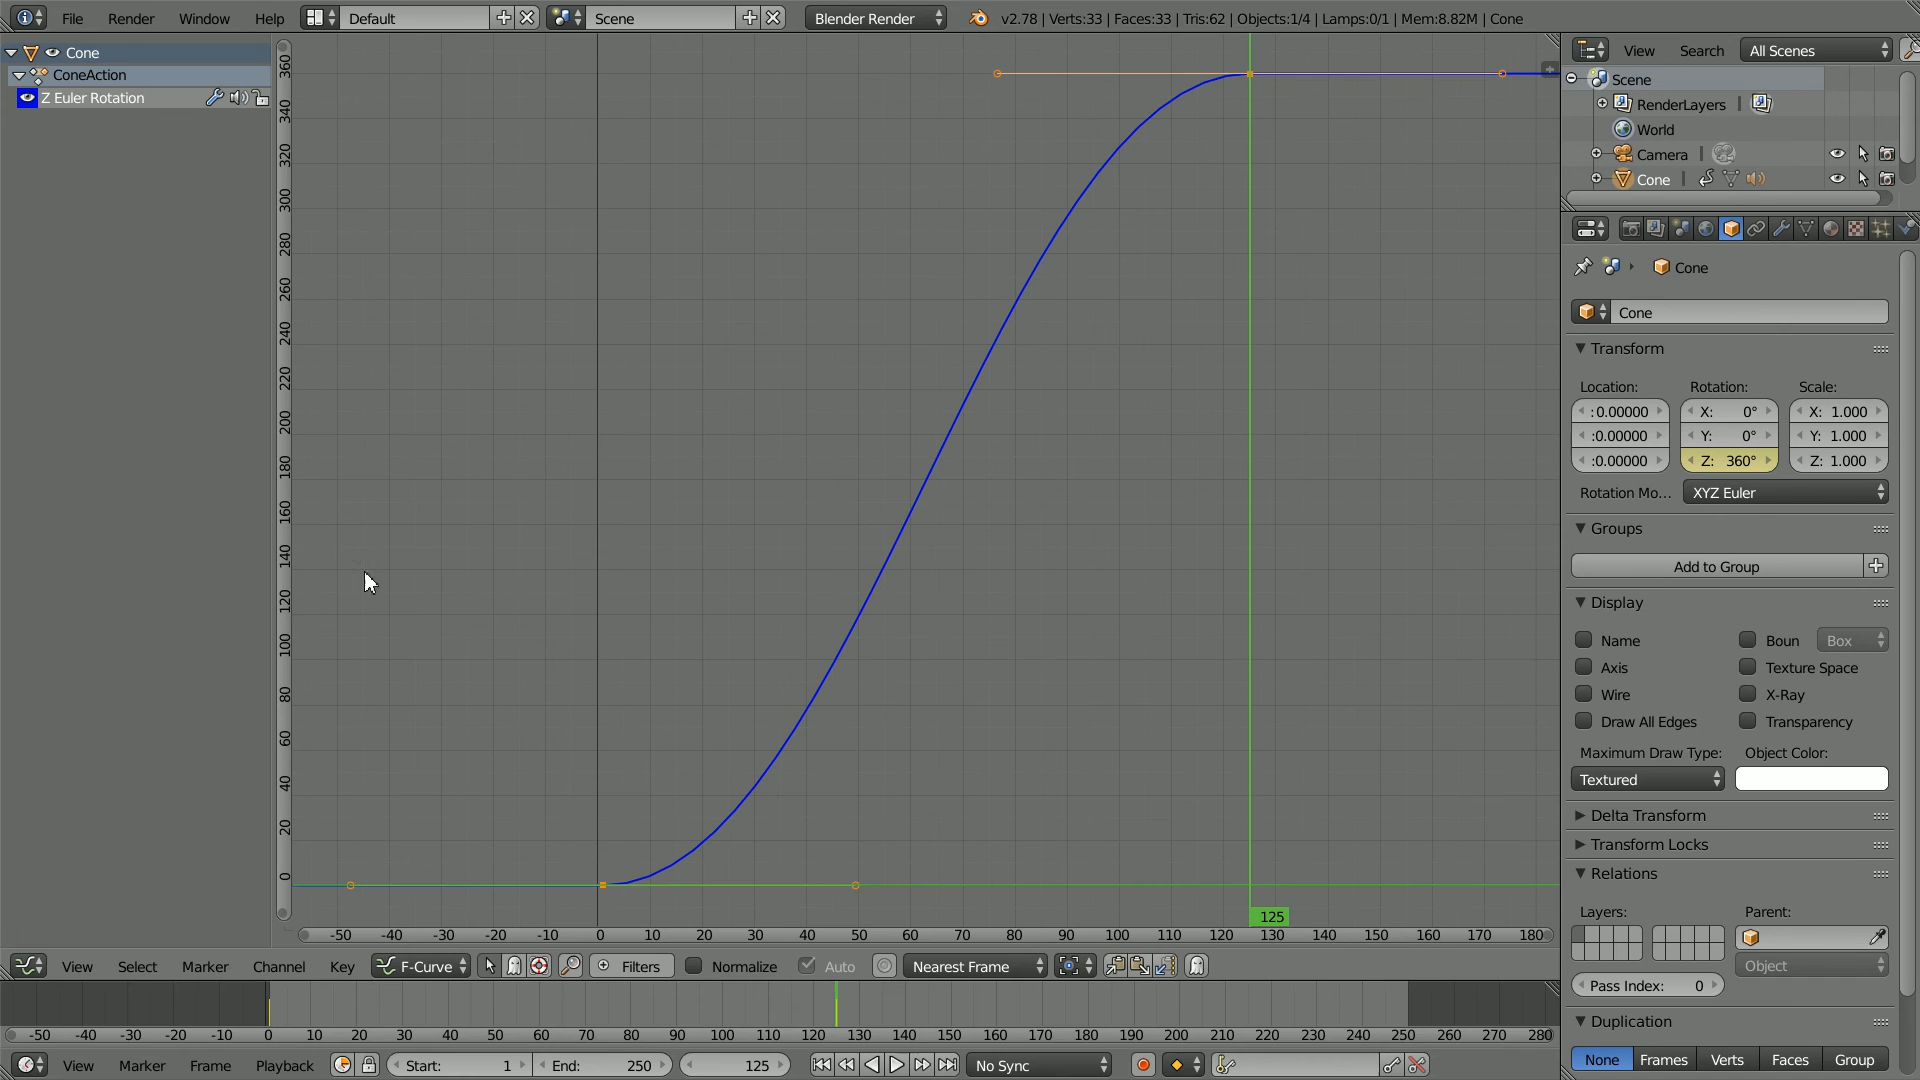 File Render Window Help Default Scene Blender Render v2.78 | Verts:33 | Faces:33 | Tris:62 | Objects:1/4 | Lamps:0/1 | Mem:8.82M | Cone
Cone
ConeAction
Z Euler Rotation
360
340
320
300
280
260
240
220
200
180
160
140
120
100
80
60
40
20
0
125
-50 -40 -30 -20 -10 0 10 20 30 40 50 60 70 80 90 100 110 120 130 140 150 160 170 180
View Select Marker Channel Key F-Curve Filters Normalize Auto Nearest Frame
-50 -40 -30 -20 -10 0 10 20 30 40 50 60 70 80 90 100 110 120 130 140 150 160 170 180 190 200 210 220 230 240 250 260 270 280
View Marker Frame Playback Start: 1 End: 250 125 No Sync
View Search All Scenes
Scene
RenderLayers |
World
Camera |
Cone |
Cone
Cone
Transform
Location: Rotation: Scale:
:0.00000 X: 0° X: 1.000
:0.00000 Y: 0° Y: 1.000
:0.00000 Z: 360° Z: 1.000
Rotation Mo... XYZ Euler
Groups
Add to Group
Display
Name Boun Box
Axis Texture Space
Wire X-Ray
Draw All Edges Transparency
Maximum Draw Type: Object Color:
Textured
Delta Transform
Transform Locks
Relations
Layers: Parent:
Object
Pass Index: 0
Duplication
None Frames Verts Faces Group